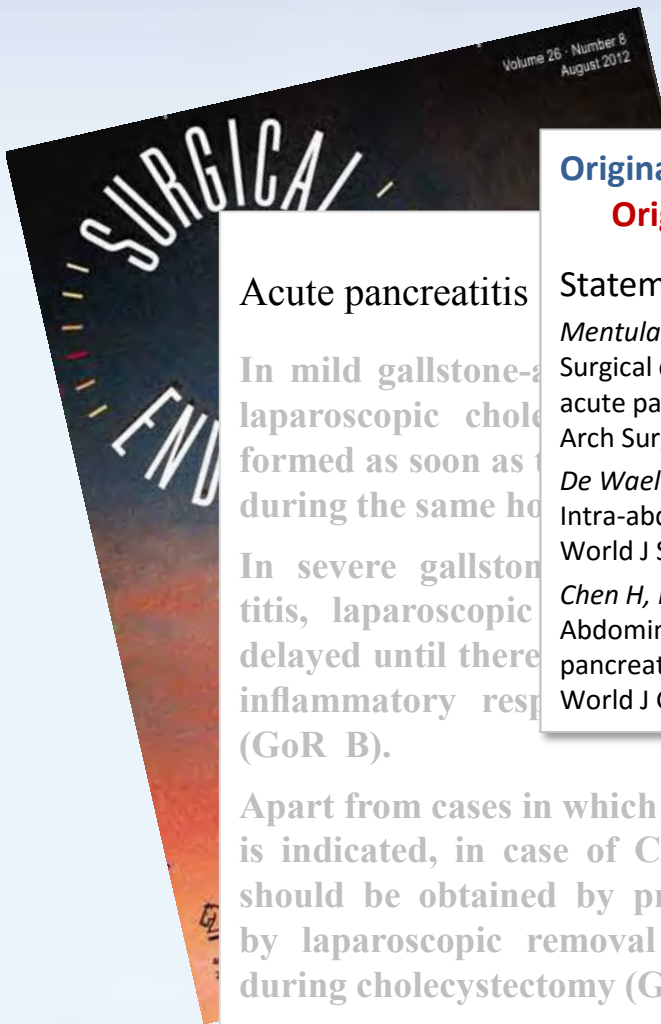 Volume 26 · Number 8
August 2012
SURGICAL
Acute pancreatitis
In mild gallstone-a
laparoscopic chole
formed as soon as t
during the same ho
In severe gallston
titis, laparoscopic
delayed until there
inflammatory resp
(GoR B).
Apart from cases in which
is indicated, in case of C
should be obtained by pr
by laparoscopic removal
during cholecystectomy (G
Origina
Ori
Statem
Mentula
Surgical
acute pa
Arch Sur
De Wael
Intra-abd
World J S
Chen H,
Abdomin
pancreat
World J G